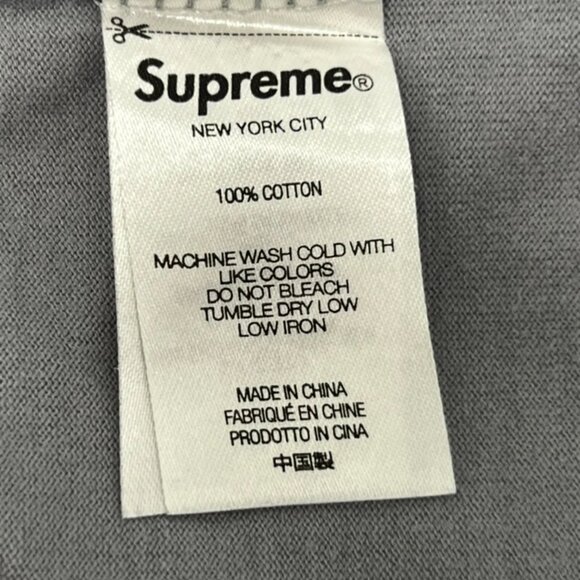 Supreme®
NEW YORK CITY
100% COTTON
MACHINE WASH COLD WITH
LIKE COLORS
DO NOT BLEACH
TUMBLE DRY LOW
LOW IRON
MADE IN CHINA
FABRIQUÉ EN CHINE
PRODOTTO IN CINA
中国製